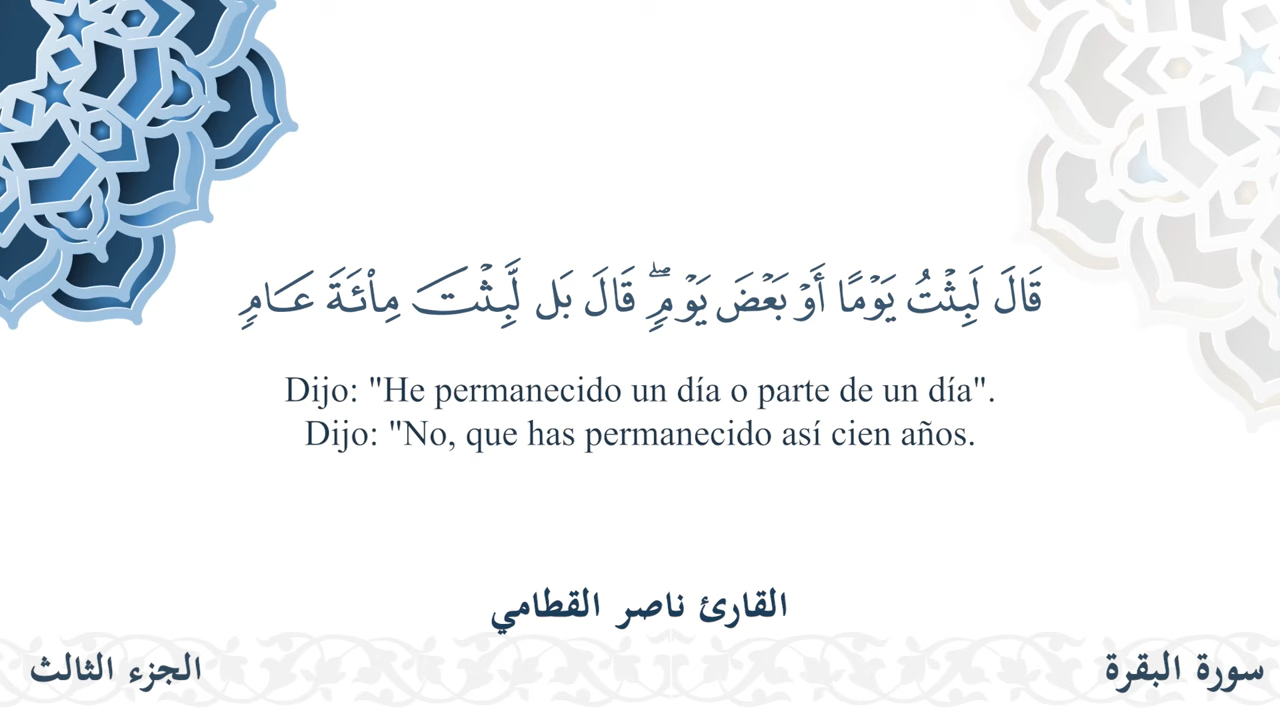 قَالَ لَبِثْتُ يَوْمًا أَوْ بَعْضَ يَوْمٍۖ قَالَ بَل لَّبِثْتَ مِا۟ئَةَ عَامٍ
Dijo: "He permanecido un día o parte de un día".
Dijo: "No, que has permanecido así cien años.
القارئ ناصر القطامي
سورة البقرة
الجزء الثالث